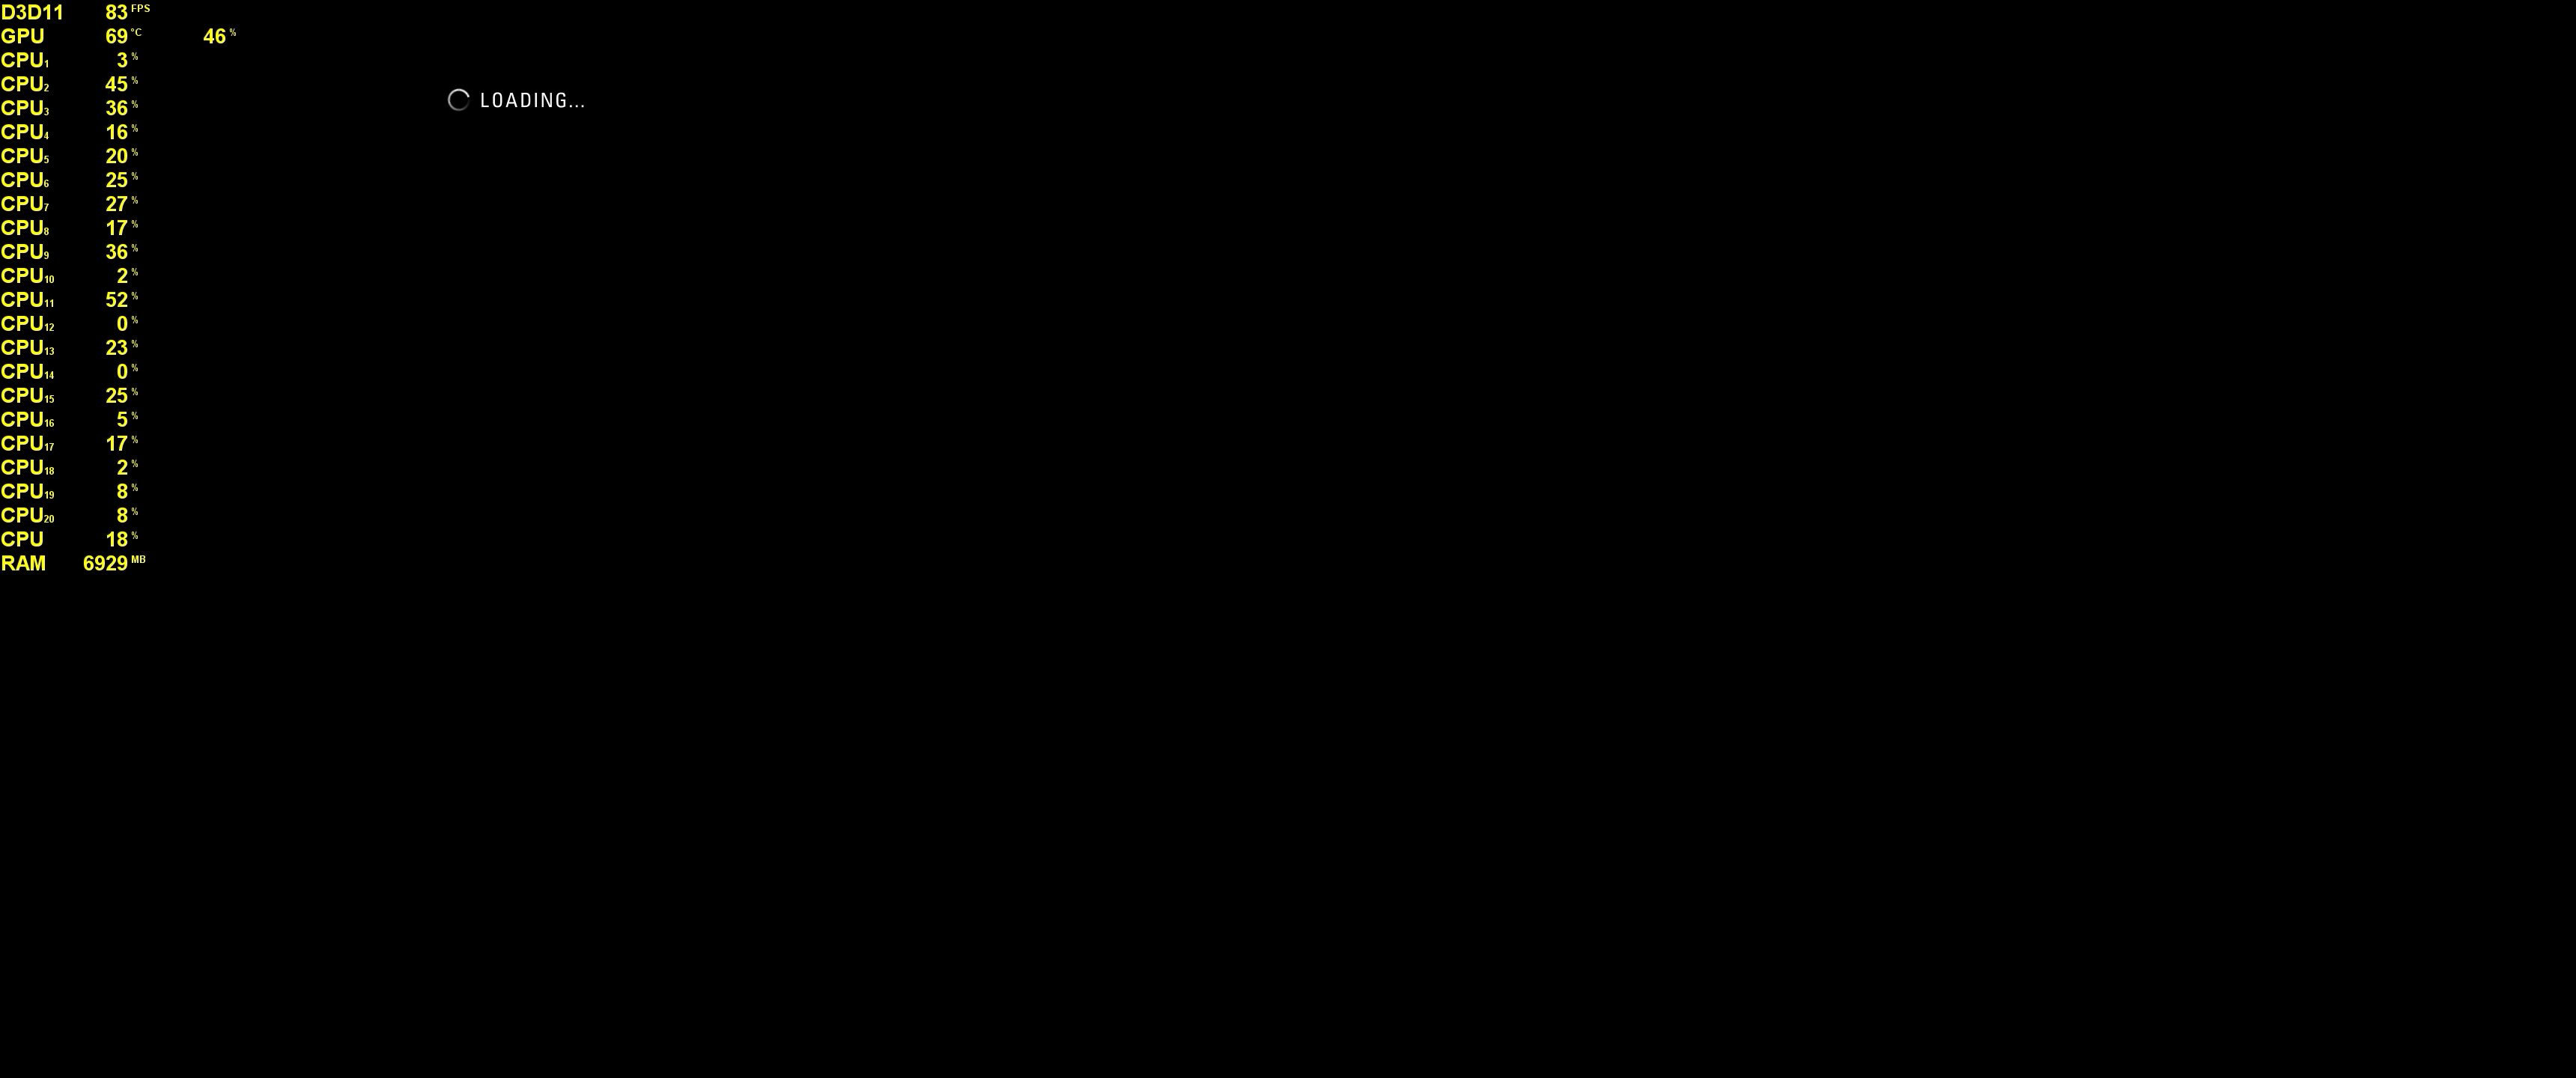 D3D11 83 FPS
GPU 69 °C 46 %
CPU1 3 %
CPU2 45 %
LOADING...
CPU3 36 %
CPU4 16 %
CPU5 20 %
CPU6 25 %
CPU7 27 %
CPU8 17 %
CPU9 36 %
CPU10 2 %
CPU11 52 %
CPU12 0 %
CPU13 23 %
CPU14 0 %
CPU15 25 %
CPU16 5 %
CPU17 17 %
CPU18 2 %
CPU19 8 %
CPU20 8 %
CPU 18 %
RAM 6929 MB